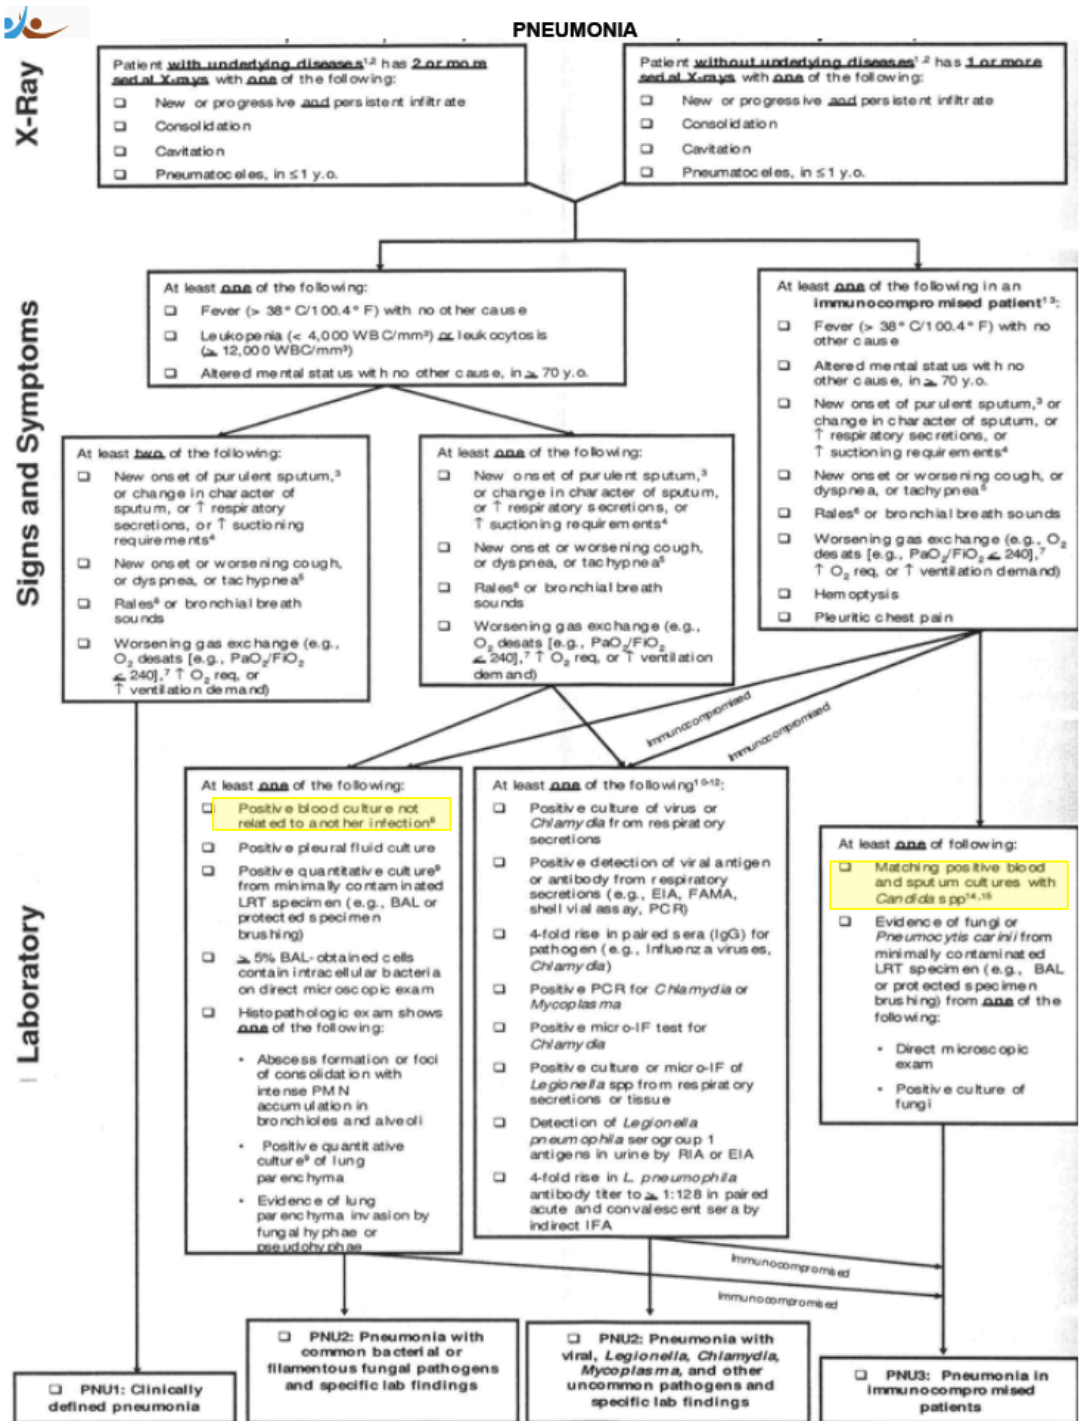 PNEUMONIA
X-Ray
Patient with underlying diseases1,2 has 2 or more
serial X-rays with one of the following:
❑ New or progressive and persistent infiltrate
❑ Consolidation
❑ Cavitation
❑ Pneumatoceles, in ≤1 y.o.
Patient without underlying diseases1,2 has 1 or more
serial X-rays with one of the following:
❑ New or progressive and persistent infiltrate
❑ Consolidation
❑ Cavitation
❑ Pneumatoceles, in ≤1 y.o.
Signs and Symptoms
At least one of the following:
❑ Fever (> 38° C/100.4° F) with no other cause
❑ Leukopenia (< 4,000 WBC/mm³) or leukocytosis
(≥ 12,000 WBC/mm³)
❑ Altered mental status with no other cause, in ≥ 70 y.o.
At least two of the following:
❑ New onset of purulent sputum,3
or change in character of
sputum, or ↑ respiratory
secretions, or ↑ suctioning
requirements4
❑ New onset or worsening cough,
or dyspnea, or tachypnea5
❑ Rales6 or bronchial breath
sounds
❑ Worsening gas exchange (e.g.,
O2 desats [e.g., PaO2/FiO2
≤ 240],7 ↑ O2 req, or
↑ ventilation demand)
At least one of the following:
❑ New onset of purulent sputum,3
or change in character of sputum,
or ↑ respiratory secretions, or
↑ suctioning requirements4
❑ New onset or worsening cough,
or dyspnea, or tachypnea5
❑ Rales6 or bronchial breath
sounds
❑ Worsening gas exchange (e.g.,
O2 desats [e.g., PaO2/FiO2
≤ 240],7 ↑ O2 req, or ↑ ventilation
demand)
At least one of the following in an
immunocompromised patient13:
❑ Fever (> 38° C/100.4° F) with no
other cause
❑ Altered mental status with no
other cause, in ≥ 70 y.o.
❑ New onset of purulent sputum,3 or
change in character of sputum, or
↑ respiratory secretions, or
↑ suctioning requirements4
❑ New onset or worsening cough, or
dyspnea, or tachypnea5
❑ Rales6 or bronchial breath sounds
❑ Worsening gas exchange (e.g., O2
desats [e.g., PaO2/FiO2 ≤ 240],7
↑ O2 req, or ↑ ventilation demand)
❑ Hemoptysis
❑ Pleuritic chest pain
Immunocompromised
Immunocompromised
Laboratory
At least one of the following:
❑ Positive blood culture not
related to another infection8
❑ Positive pleural fluid culture
❑ Positive quantitative culture9
from minimally contaminated
LRT specimen (e.g., BAL or
protected specimen
brushing)
❑ ≥ 5% BAL-obtained cells
contain intracellular bacteria
on direct microscopic exam
❑ Histopathologic exam shows
one of the following:
• Abscess formation or foci
of consolidation with
intense PMN
accumulation in
bronchioles and alveoli
• Positive quantitative
culture9 of lung
parenchyma
• Evidence of lung
parenchyma invasion by
fungal hyphae or
pseudohyphae
At least one of the following10-12:
❑ Positive culture of virus or
Chlamydia from respiratory
secretions
❑ Positive detection of viral antigen
or antibody from respiratory
secretions (e.g., EIA, FAMA,
shell vial assay, PCR)
❑ 4-fold rise in paired sera (IgG) for
pathogen (e.g., Influenza viruses,
Chlamydia)
❑ Positive PCR for Chlamydia or
Mycoplasma
❑ Positive micro-IF test for
Chlamydia
❑ Positive culture or micro-IF of
Legionella spp from respiratory
secretions or tissue
❑ Detection of Legionella
pneumophila serogroup 1
antigens in urine by RIA or EIA
❑ 4-fold rise in L. pneumophila
antibody titer to ≥ 1:128 in paired
acute and convalescent sera by
indirect IFA
At least one of following:
❑ Matching positive blood
and sputum cultures with
Candida spp14,15
❑ Evidence of fungi or
Pneumocytis carinii from
minimally contaminated
LRT specimen (e.g., BAL
or protected specimen
brushing) from one of the
following:
• Direct microscopic
exam
• Positive culture of
fungi
Immunocompromised
Immunocompromised
❑ PNU1: Clinically
defined pneumonia
❑ PNU2: Pneumonia with
common bacterial or
filamentous fungal pathogens
and specific lab findings
❑ PNU2: Pneumonia with
viral, Legionella, Chlamydia,
Mycoplasma, and other
uncommon pathogens and
specific lab findings
❑ PNU3: Pneumonia in
immunocompromised
patients